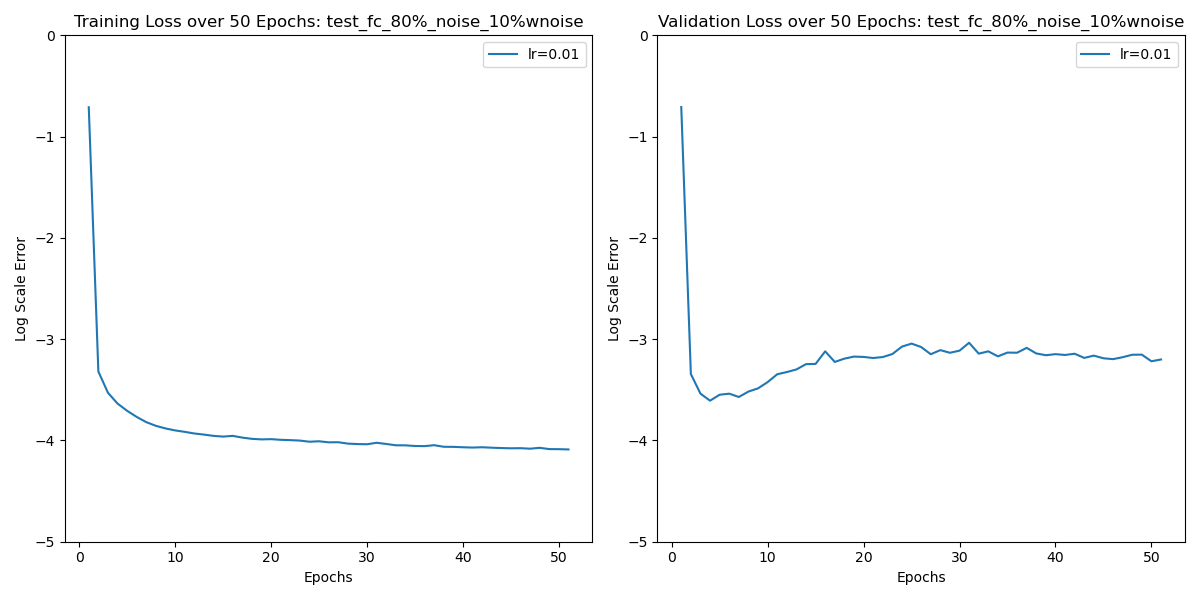 Training Loss over 50 Epochs: test_fc_80%_noise_10%wnoise
lr=0.01
0
−1
−2
−3
−4
−5
Log Scale Error
0 10 20 30 40 50
Epochs
Validation Loss over 50 Epochs: test_fc_80%_noise_10%wnoise
lr=0.01
0
−1
−2
−3
−4
−5
Log Scale Error
0 10 20 30 40 50
Epochs